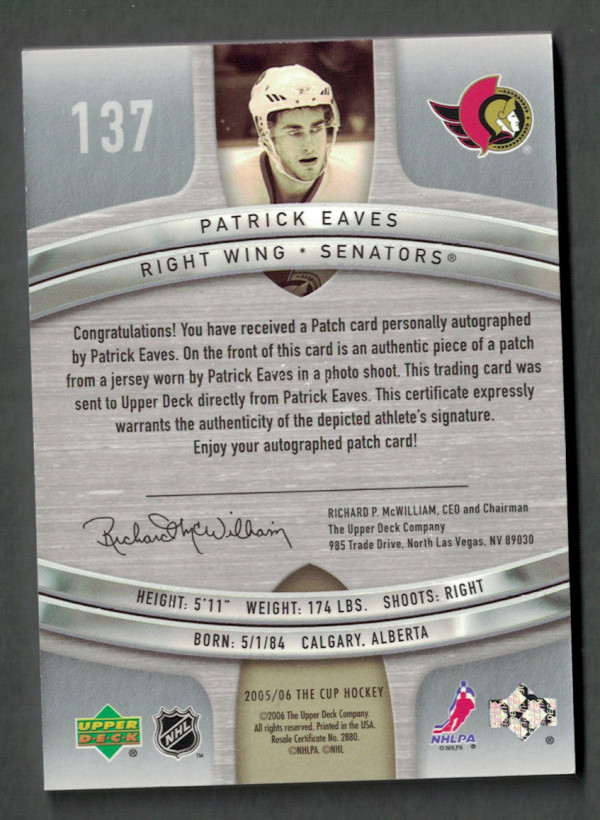 137
PATRICK EAVES
RIGHT WING • SENATORS®
Congratulations! You have received a Patch card personally autographed
by Patrick Eaves. On the front of this card is an authentic piece of a patch
from a jersey worn by Patrick Eaves in a photo shoot. This trading card was
sent to Upper Deck directly from Patrick Eaves. This certificate expressly
warrants the authenticity of the depicted athlete's signature.
Enjoy your autographed patch card!
Richard McWilliam
RICHARD P. McWILLIAM, CEO and Chairman
The Upper Deck Company
985 Trade Drive, North Las Vegas, NV 89030
HEIGHT: 5'11" WEIGHT: 174 LBS. SHOOTS: RIGHT
BORN: 5/1/84 CALGARY, ALBERTA
2005/06 THE CUP HOCKEY
©2006 The Upper Deck Company.
All rights reserved. Printed in the USA.
Resale Certificate No. 2880.
©NHLPA. ©NHL
UPPER
DECK
NHL
TM
NHLPA
©NHLPA